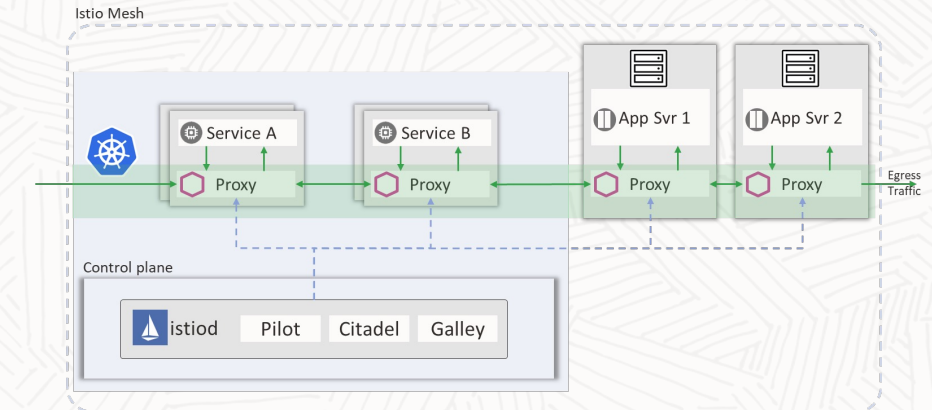 Istio Mesh
Service A
Service B
App Svr 1
App Svr 2
Proxy
Proxy
Proxy
Proxy
Egress
Traffic
Control plane
istiod
Pilot
Citadel
Galley